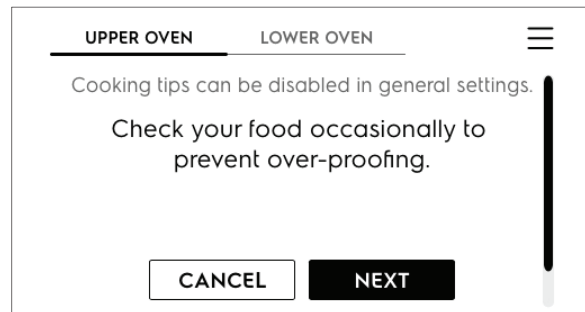 UPPER OVEN LOWER OVEN
Cooking tips can be disabled in general settings.
Check your food occasionally to
prevent over-proofing.
CANCEL NEXT